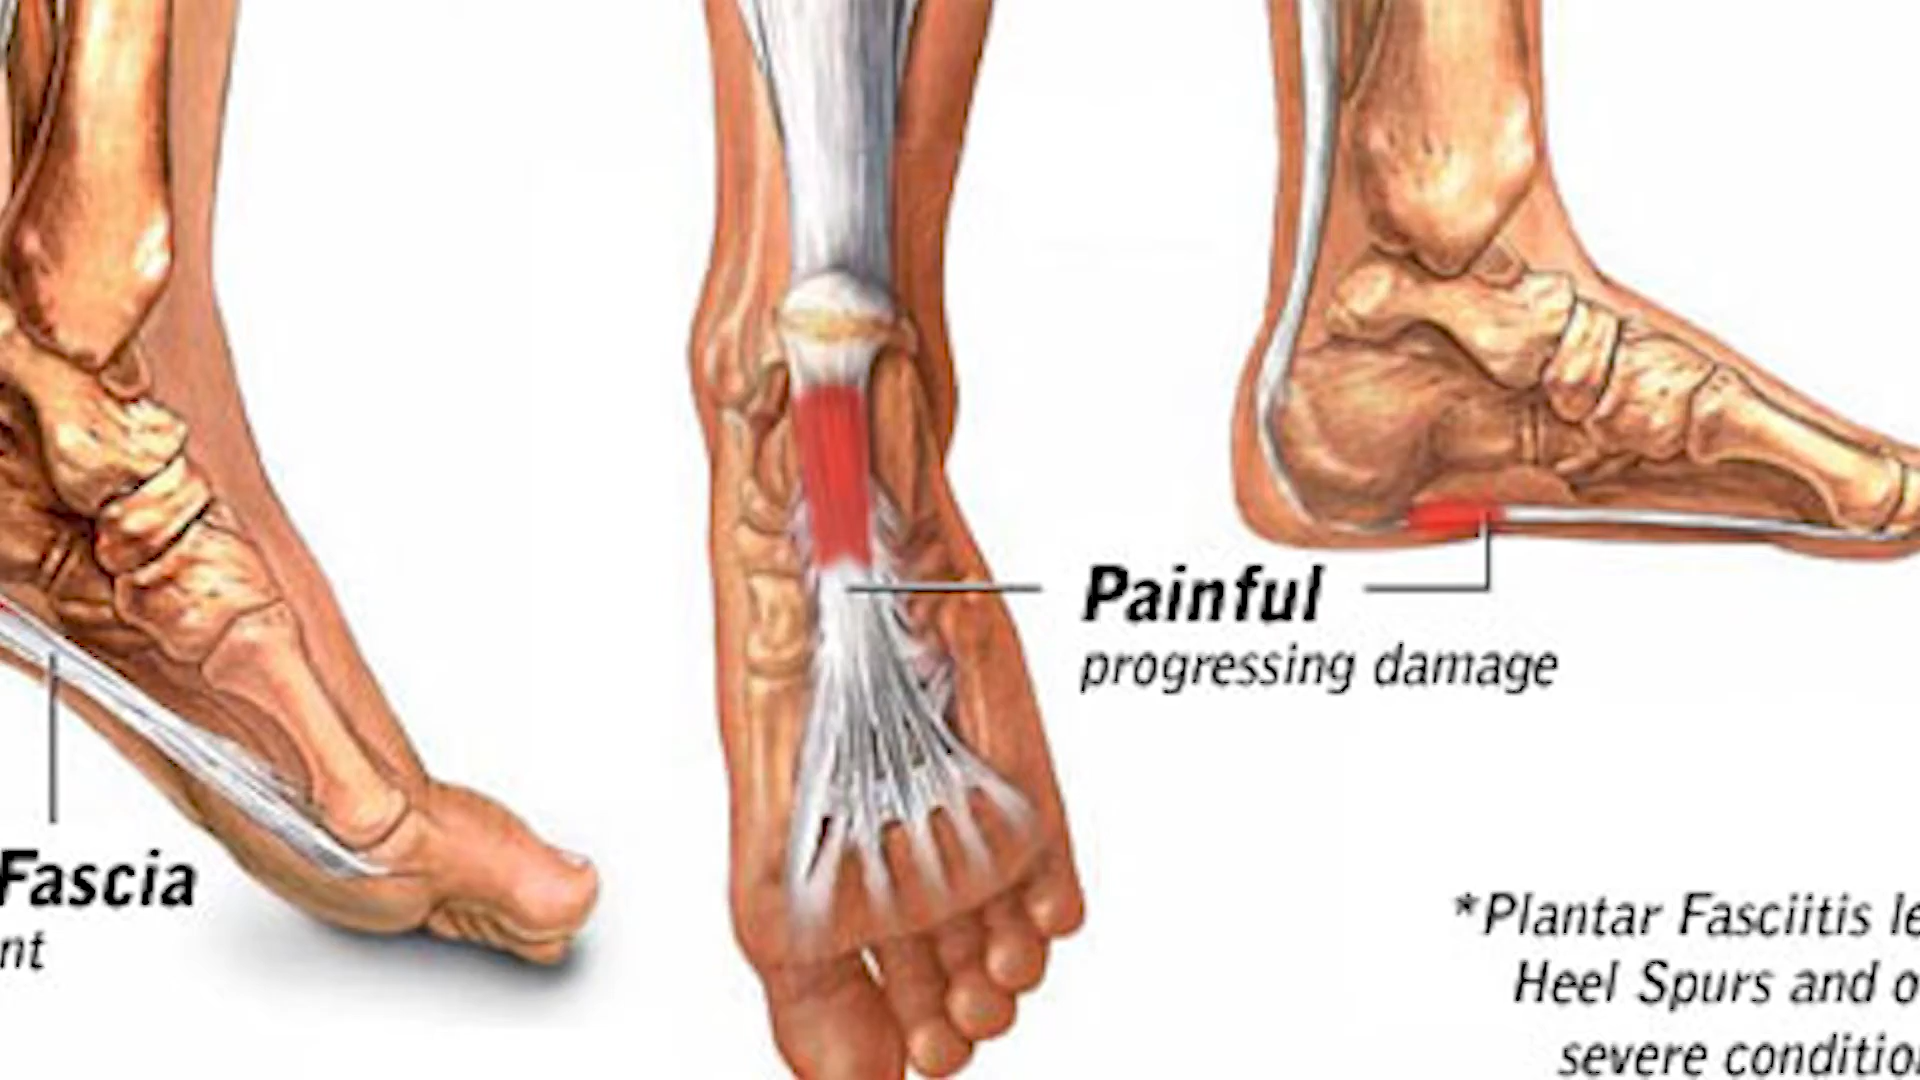 Painful
progressing damage
Fascia
nt
*Plantar Fasciitis le
Heel Spurs and o
severe conditio